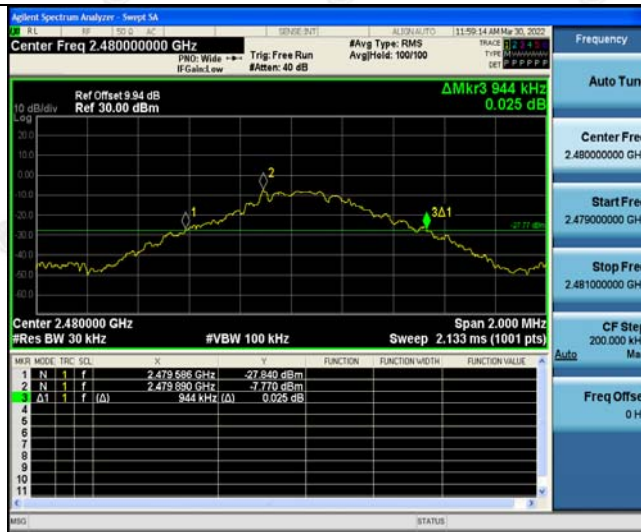 Agilent Spectrum Analyzer - Swept SA
RL RF 50 Ω AC SENSE:INT ALIGN AUTO 11:59:14 AM Mar 30, 2022
Center Freq 2.480000000 GHz
PNO: Wide
IFGain:Low
Trig: Free Run
#Atten: 40 dB
#Avg Type: RMS
Avg|Hold: 100/100
TRACE 1 2 3 4 5 6
TYPE M
DET P P P P P P
Ref Offset 9.94 dB
Ref 30.00 dBm
10 dB/div
Log
ΔMkr3 944 kHz
0.025 dB
20.0
10.0
0.00
-10.0
-20.0
-30.0
-40.0
-50.0
-60.0
1
2
3Δ1
-27.77 dBm
Center 2.480000 GHz
#Res BW 30 kHz
#VBW 100 kHz
Span 2.000 MHz
Sweep 2.133 ms (1001 pts)
MKR MODE TRC SCL X Y FUNCTION FUNCTION WIDTH FUNCTION VALUE
1 N 1 f 2.479 586 GHz -27.840 dBm
2 N 1 f 2.479 890 GHz -7.770 dBm
3 Δ1 1 f (Δ) 944 kHz (Δ) 0.025 dB
4
5
6
7
8
9
10
11
MSG STATUS
Frequency
Auto Tun
Center Fre
2.480000000 GH
Start Fre
2.479000000 GH
Stop Fre
2.481000000 GH
CF Ste
200.000 kH
Auto Ma
Freq Offse
0 H